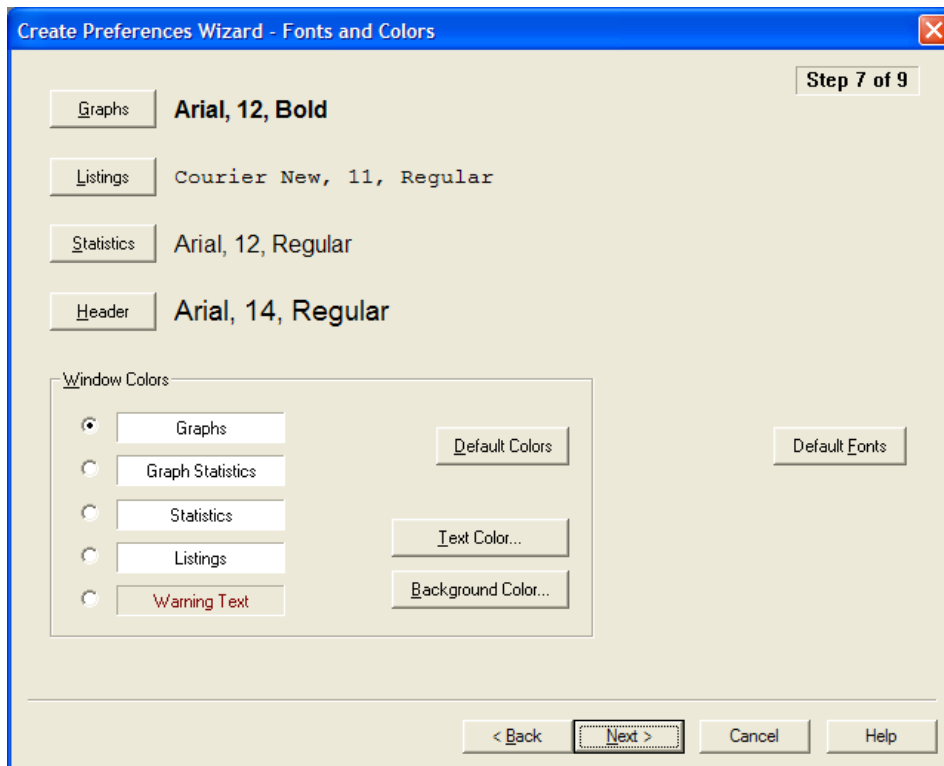 Create Preferences Wizard - Fonts and Colors
Step 7 of 9
Graphs Arial, 12, Bold
Listings Courier New, 11, Regular
Statistics Arial, 12, Regular
Header Arial, 14, Regular
Window Colors
Graphs
Default Colors
Default Fonts
Graph Statistics
Statistics
Text Color...
Listings
Background Color...
Warning Text
< Back Next > Cancel Help